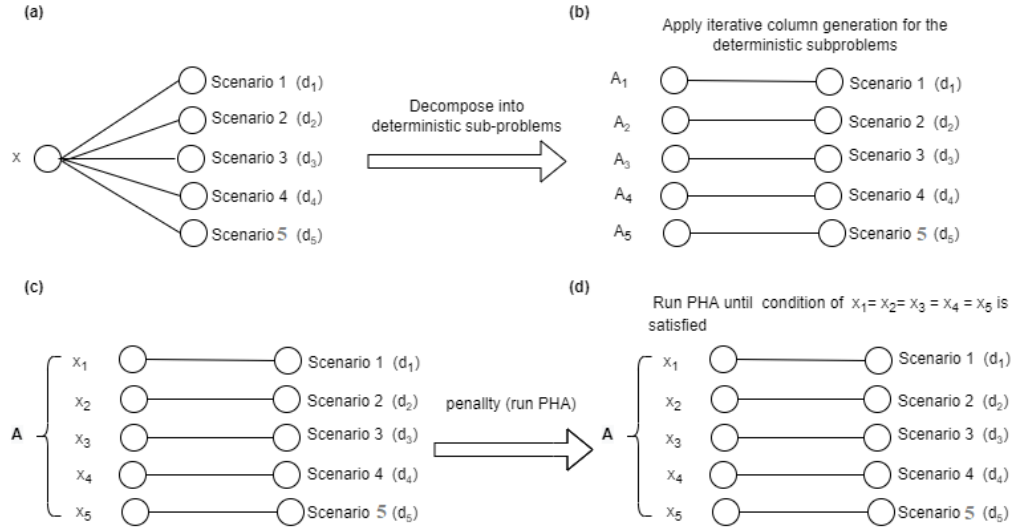 (a)
x
Scenario 1 (d₁)
Scenario 2 (d₂)
Scenario 3 (d₃)
Scenario 4 (d₄)
Scenario 5 (d₅)
Decompose into
deterministic sub-problems
(b)
Apply iterative column generation for the
deterministic subproblems
A₁
Scenario 1 (d₁)
A₂
Scenario 2 (d₂)
A₃
Scenario 3 (d₃)
A₄
Scenario 4 (d₄)
A₅
Scenario 5 (d₅)
(c)
A
x₁
Scenario 1 (d₁)
x₂
Scenario 2 (d₂)
x₃
Scenario 3 (d₃)
x₄
Scenario 4 (d₄)
x₅
Scenario 5 (d₅)
penallty (run PHA)
(d)
Run PHA until condition of x₁= x₂= x₃ = x₄ = x₅ is
satisfied
A
x₁
Scenario 1 (d₁)
x₂
Scenario 2 (d₂)
x₃
Scenario 3 (d₃)
x₄
Scenario 4 (d₄)
x₅
Scenario 5 (d₅)